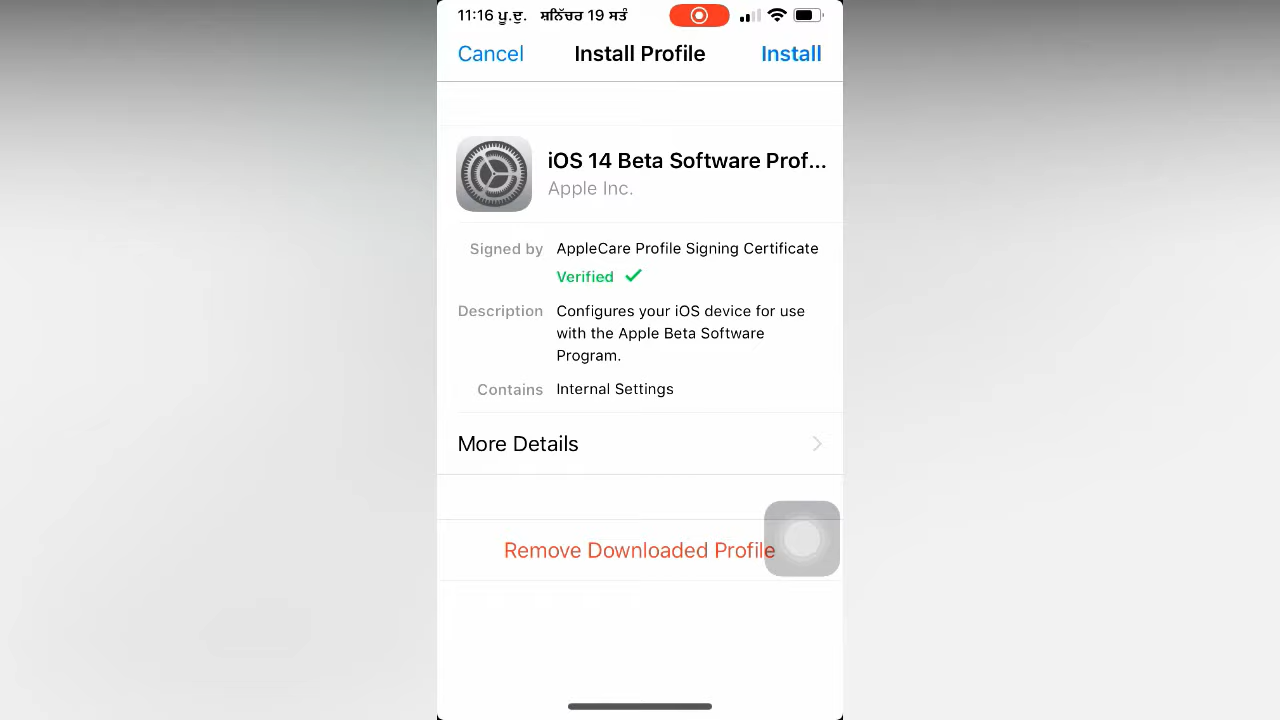 11:16 ਪੂ.ਦੁ. ਸ਼ਨਿੱਚਰ 19 ਸਤੰ
Cancel Install Profile Install
iOS 14 Beta Software Prof...
Apple Inc.
Signed by AppleCare Profile Signing Certificate
Verified
Description Configures your iOS device for use
with the Apple Beta Software
Program.
Contains Internal Settings
More Details
Remove Downloaded Profile